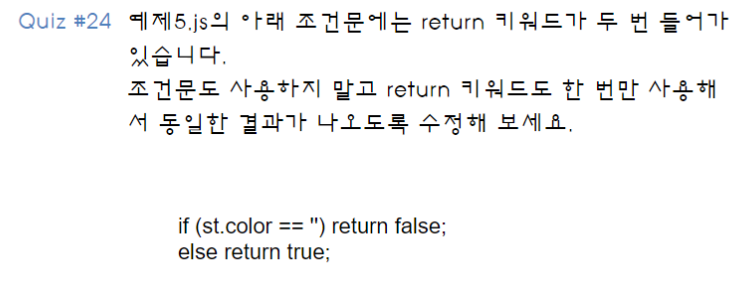 Quiz #24 예제5.js의 아래 조건문에는 return 키워드가 두 번 들어가
있습니다.
조건문도 사용하지 말고 return 키워드도 한 번만 사용해
서 동일한 결과가 나오도록 수정해 보세요.
if (st.color == '') return false;
else return true;